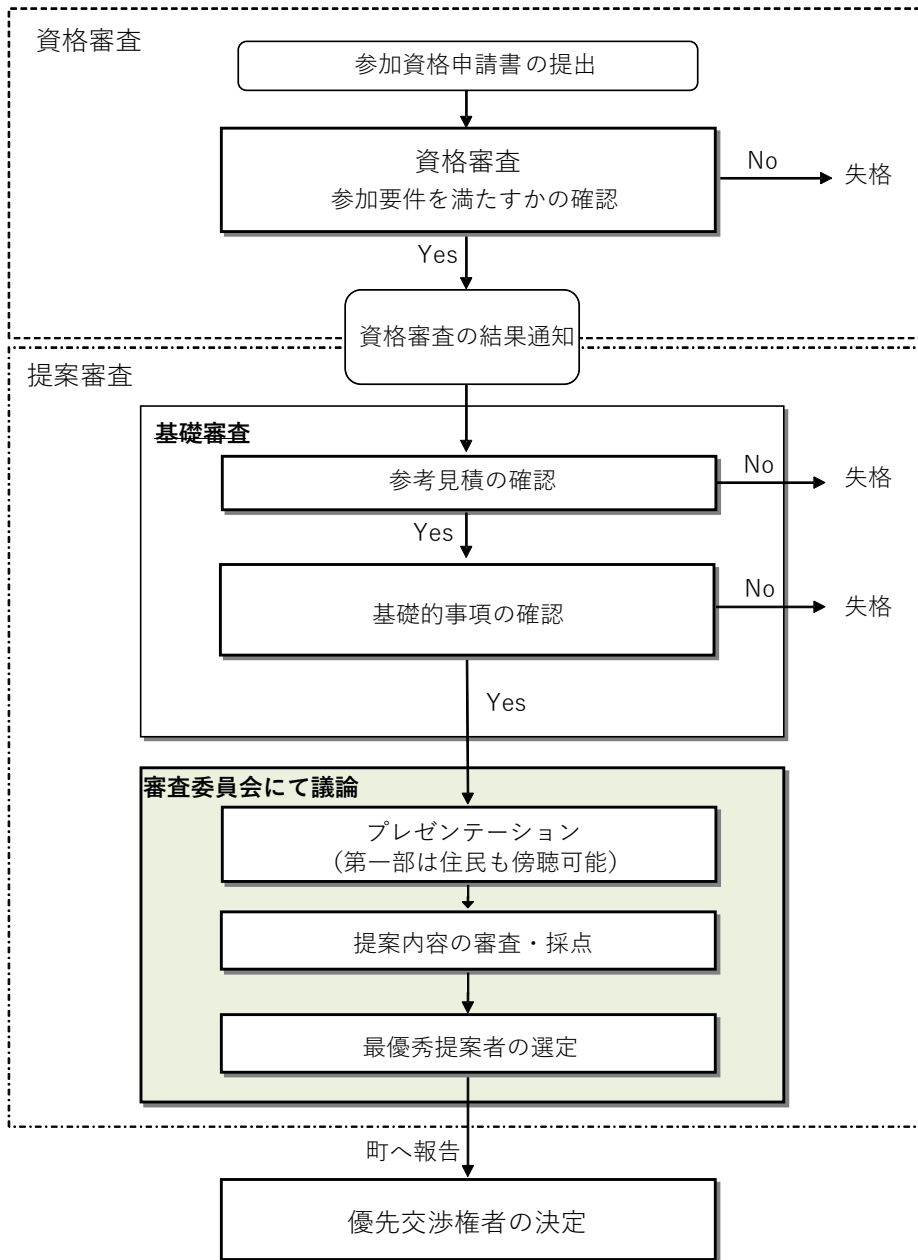 資格審査
参加資格申請書の提出
資格審査
参加要件を満たすかの確認
No
失格
Yes
資格審査の結果通知
提案審査
基礎審査
参考見積の確認
No
失格
Yes
基礎的事項の確認
No
失格
Yes
審査委員会にて議論
プレゼンテーション
（第一部は住民も傍聴可能）
提案内容の審査・採点
最優秀提案者の選定
町へ報告
優先交渉権者の決定